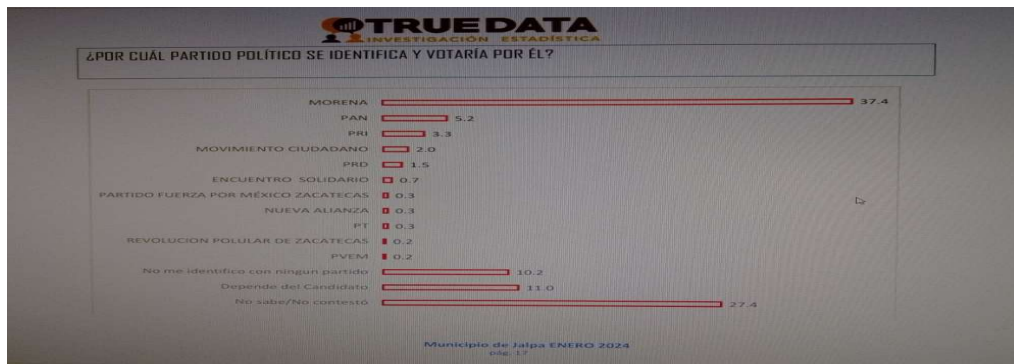 TRUEDATA
INVESTIGACIÓN ESTADÍSTICA
¿POR CUÁL PARTIDO POLÍTICO SE IDENTIFICA Y VOTARÍA POR ÉL?
MORENA 37.4
PAN 5.2
PRI 3.3
MOVIMIENTO CIUDADANO 2.0
PRD 1.5
ENCUENTRO SOLIDARIO 0.7
PARTIDO FUERZA POR MÉXICO ZACATECAS 0.3
NUEVA ALIANZA 0.3
PT 0.3
REVOLUCION POLULAR DE ZACATECAS 0.2
PVEM 0.2
No me identifico con ningun partido 10.2
Depende del Candidato 11.0
No sabe/No contestó 27.4
Municipio de Jalpa ENERO 2024
pág. 17